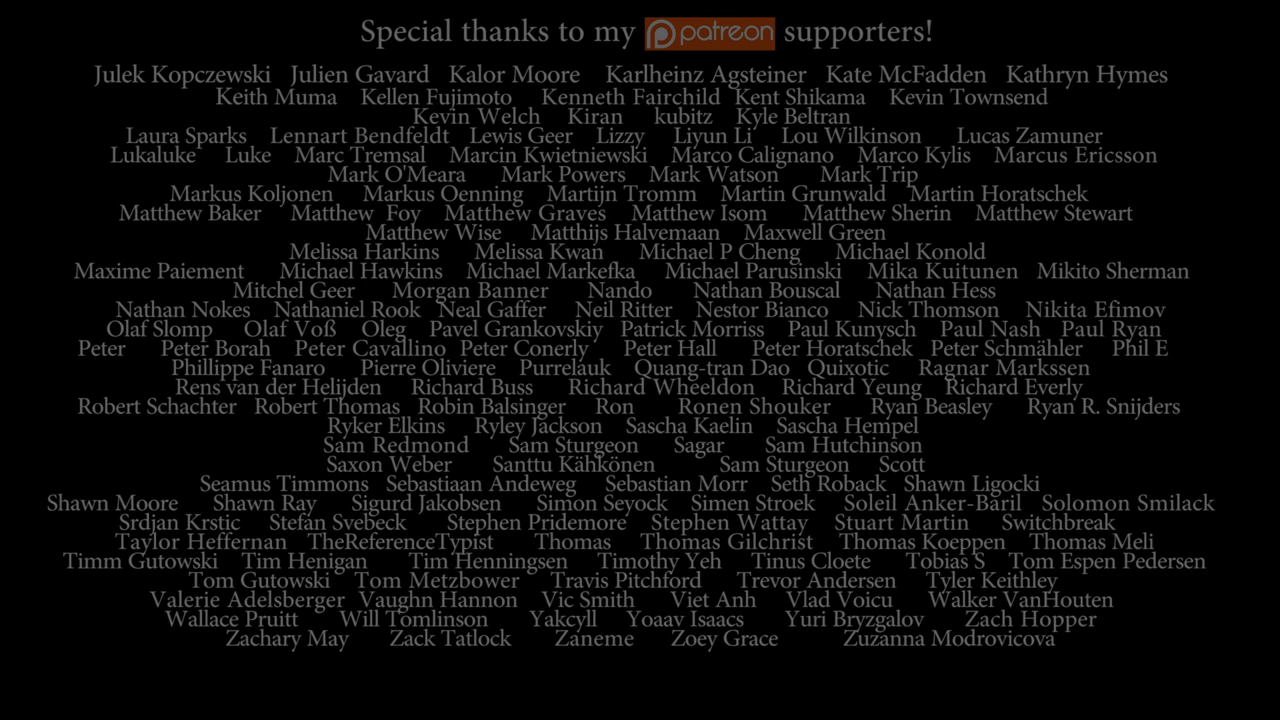 Special thanks to my patreon supporters!
Julek Kopczewski Julien Gavard Kalor Moore Karlheinz Agsteiner Kate McFadden Kathryn Hymes
Keith Muma Kellen Fujimoto Kenneth Fairchild Kent Shikama Kevin Townsend
Kevin Welch Kiran kubitz Kyle Beltran
Laura Sparks Lennart Bendfeldt Lewis Geer Lizzy Liyun Li Lou Wilkinson Lucas Zamuner
Lukaluke Luke Marc Tremsal Marcin Kwietniewski Marco Calignano Marco Kylis Marcus Ericsson
Mark O'Meara Mark Powers Mark Watson Mark Trip
Markus Koljonen Markus Oenning Martijn Tromm Martin Grunwald Martin Horatschek
Matthew Baker Matthew Foy Matthew Graves Matthew Isom Matthew Sherin Matthew Stewart
Matthew Wise Matthijs Halvemaan Maxwell Green
Melissa Harkins Melissa Kwan Michael P Cheng Michael Konold
Maxime Paiement Michael Hawkins Michael Markefka Michael Parusinski Mika Kuitunen Mikito Sherman
Mitchel Geer Morgan Banner Nando Nathan Bouscal Nathan Hess
Nathan Nokes Nathaniel Rook Neal Gaffer Neil Ritter Nestor Bianco Nick Thomson Nikita Efimov
Olaf Slomp Olaf Voß Oleg Pavel Grankovskiy Patrick Morriss Paul Kunysch Paul Nash Paul Ryan
Peter Peter Borah Peter Cavallino Peter Conerly Peter Hall Peter Horatschek Peter Schmähler Phil E
Phillippe Fanaro Pierre Oliviere Purrelauk Quang-tran Dao Quixotic Ragnar Markssen
Rens van der Helijden Richard Buss Richard Wheeldon Richard Yeung Richard Everly
Robert Schachter Robert Thomas Robin Balsinger Ron Ronen Shouker Ryan Beasley Ryan R. Snijders
Ryker Elkins Ryley Jackson Sascha Kaelin Sascha Hempel
Sam Redmond Sam Sturgeon Sagar Sam Hutchinson
Saxon Weber Santtu Kähkönen Sam Sturgeon Scott
Seamus Timmons Sebastiaan Andeweg Sebastian Morr Seth Roback Shawn Ligocki
Shawn Moore Shawn Ray Sigurd Jakobsen Simon Seyock Simen Stroek Soleil Anker-Baril Solomon Smilack
Srdjan Krstic Stefan Svebeck Stephen Pridemore Stephen Wattay Stuart Martin Switchbreak
Taylor Heffernan TheReferenceTypist Thomas Thomas Gilchrist Thomas Koeppen Thomas Meli
Timm Gutowski Tim Henigan Tim Henningsen Timothy Yeh Tinus Cloete Tobias S Tom Espen Pedersen
Tom Gutowski Tom Metzbower Travis Pitchford Trevor Andersen Tyler Keithley
Valerie Adelsberger Vaughn Hannon Vic Smith Viet Anh Vlad Voicu Walker VanHouten
Wallace Pruitt Will Tomlinson Yakcyll Yoaav Isaacs Yuri Bryzgalov Zach Hopper
Zachary May Zack Tatlock Zaneme Zoey Grace Zuzanna Modrovicova